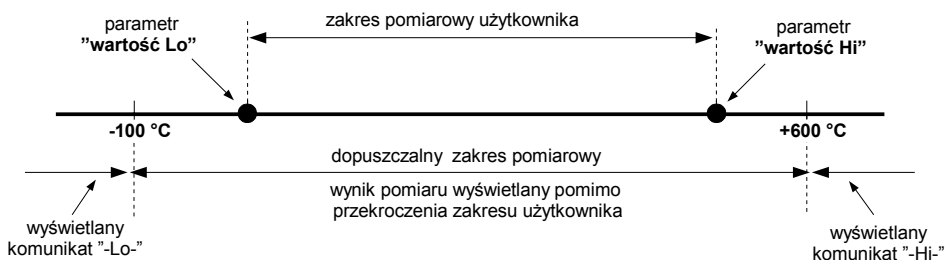 parametr
"wartość Lo"
zakres pomiarowy użytkownika
parametr
"wartość Hi"
-100 °C
+600 °C
dopuszczalny zakres pomiarowy
wynik pomiaru wyświetlany pomimo
przekroczenia zakresu użytkownika
wyświetlany
komunikat "-Lo-"
wyświetlany
komunikat "-Hi-"